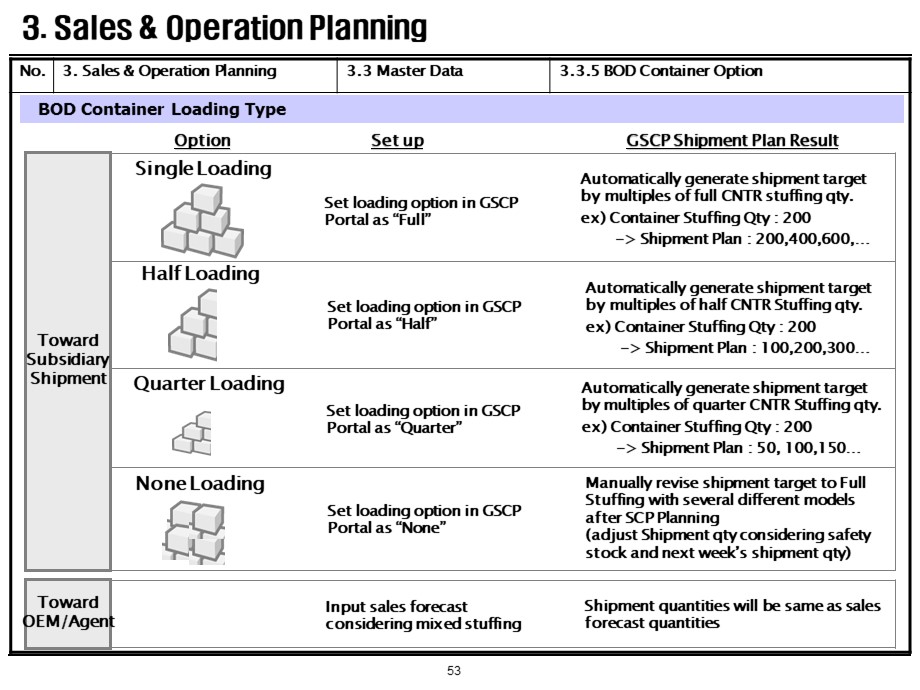 3. Sales & Operation Planning
No. 3. Sales & Operation Planning 3.3 Master Data 3.3.5 BOD Container Option
BOD Container Loading Type
Option Set up GSCP Shipment Plan Result
Toward
Subsidiary
Shipment
Single Loading
Set loading option in GSCP
Portal as “Full”
Automatically generate shipment target
by multiples of full CNTR stuffing qty.
ex) Container Stuffing Qty : 200
-> Shipment Plan : 200,400,600,...
Half Loading
Set loading option in GSCP
Portal as “Half”
Automatically generate shipment target
by multiples of half CNTR Stuffing qty.
ex) Container Stuffing Qty : 200
-> Shipment Plan : 100,200,300...
Quarter Loading
Set loading option in GSCP
Portal as “Quarter”
Automatically generate shipment target
by multiples of quarter CNTR Stuffing qty.
ex) Container Stuffing Qty : 200
-> Shipment Plan : 50, 100,150...
None Loading
Set loading option in GSCP
Portal as “None”
Manually revise shipment target to Full
Stuffing with several different models
after SCP Planning
(adjust Shipment qty considering safety
stock and next week’s shipment qty)
Toward
OEM/Agent
Input sales forecast
considering mixed stuffing
Shipment quantities will be same as sales
forecast quantities
53